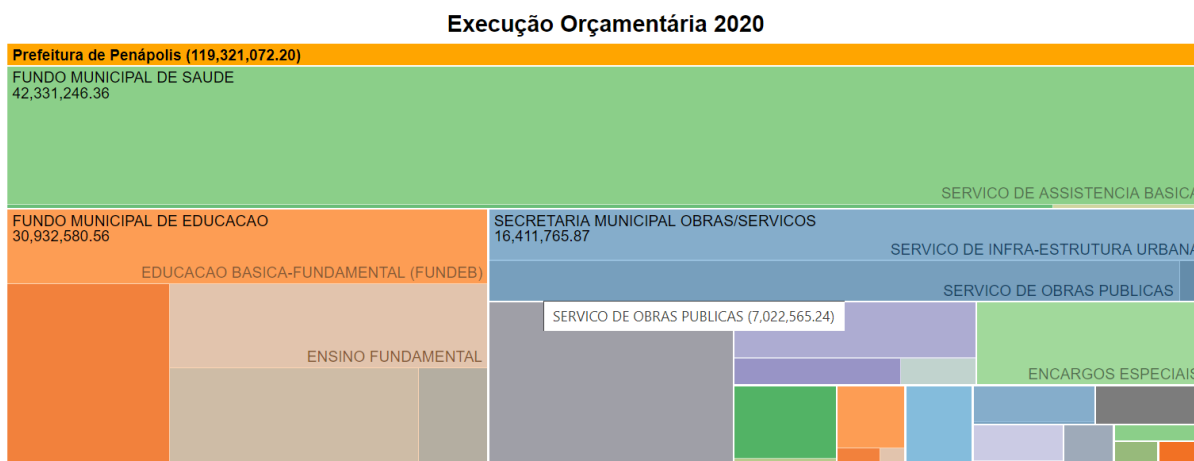 Execução Orçamentária 2020
Prefeitura de Penápolis (119,321,072.20)
FUNDO MUNICIPAL DE SAUDE
42,331,246.36
SERVICO DE ASSISTENCIA BASICA
FUNDO MUNICIPAL DE EDUCACAO
30,932,580.56
EDUCACAO BASICA-FUNDAMENTAL (FUNDEB)
ENSINO FUNDAMENTAL
SECRETARIA MUNICIPAL OBRAS/SERVICOS
16,411,765.87
SERVICO DE INFRA-ESTRUTURA URBANA
SERVICO DE OBRAS PUBLICAS
SERVICO DE OBRAS PUBLICAS (7,022,565.24)
ENCARGOS ESPECIAIS